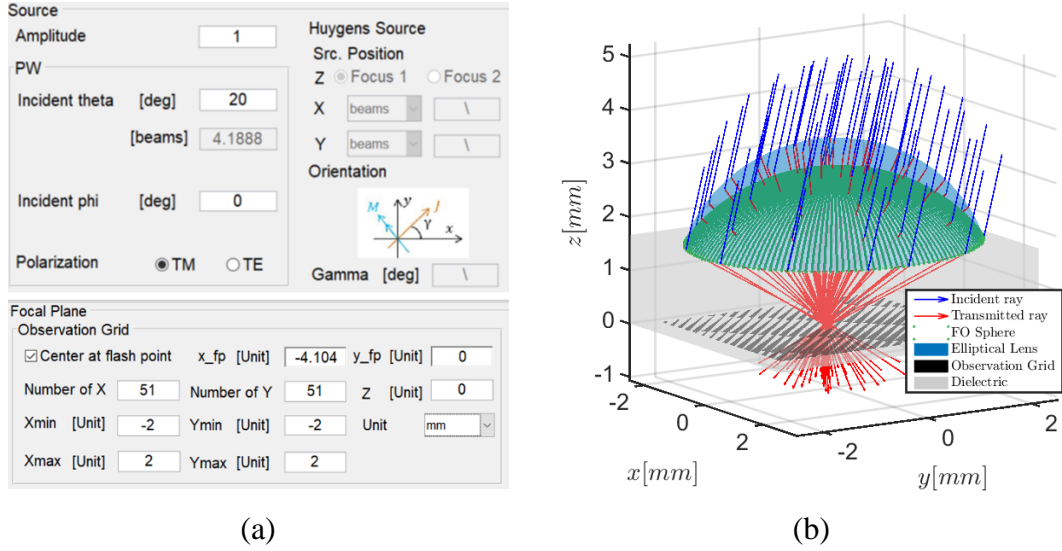 Source
Amplitude 1
PW
Incident theta [deg] 20
[beams] 4.1888
Incident phi [deg] 0
Polarization TM TE
Huygens Source
Src. Position
Z Focus 1 Focus 2
X beams \
Y beams \
Orientation
M y J
γ x
Gamma [deg] \
Focal Plane
Observation Grid
Center at flash point x_fp [Unit] -4.104 y_fp [Unit] 0
Number of X 51 Number of Y 51 Z [Unit] 0
Xmin [Unit] -2 Ymin [Unit] -2 Unit mm
Xmax [Unit] 2 Ymax [Unit] 2
(a)
5
4
3
2
1
0
-1
z[mm]
-2
0
2
x[mm]
-2
0
2
y[mm]
Incident ray
Transmitted ray
FO Sphere
Elliptical Lens
Observation Grid
Dielectric
(b)